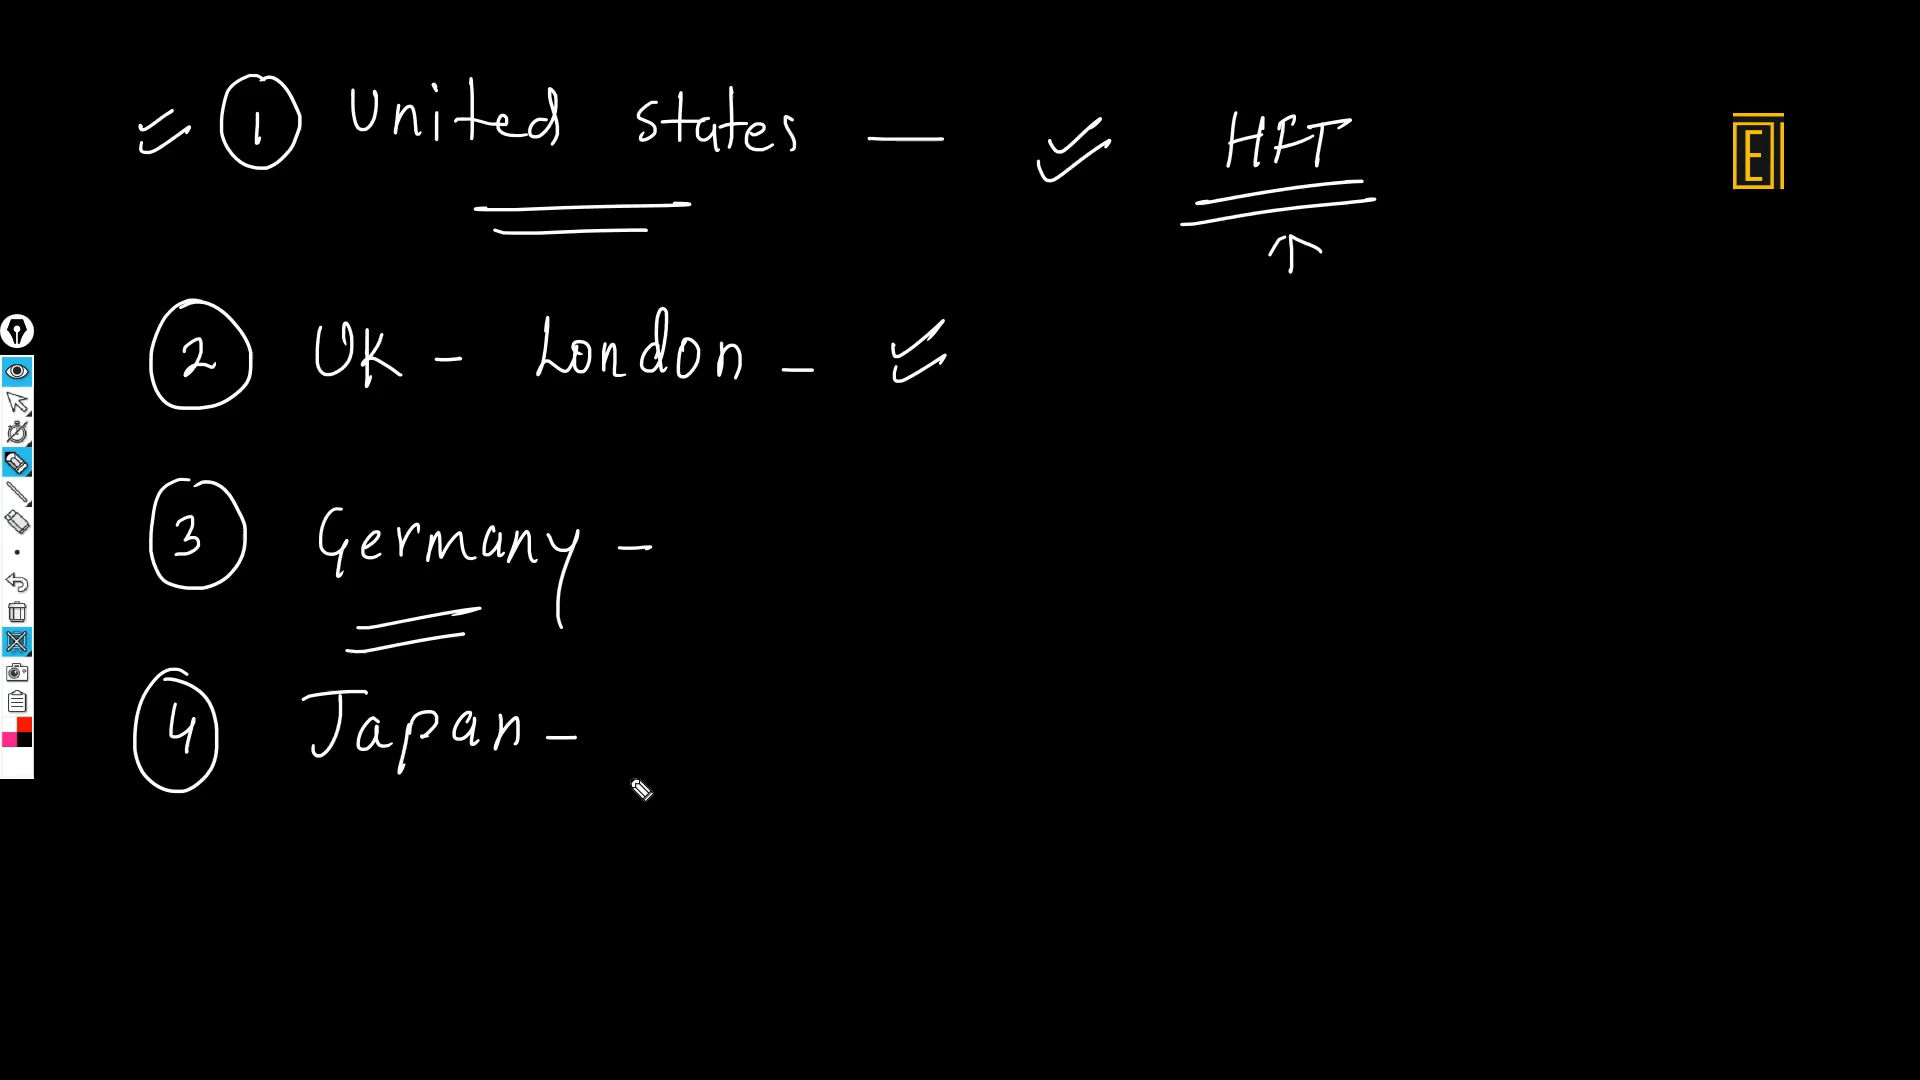 1 United states — HFT
2 UK - London -
3 Germany -
4 Japan -
E